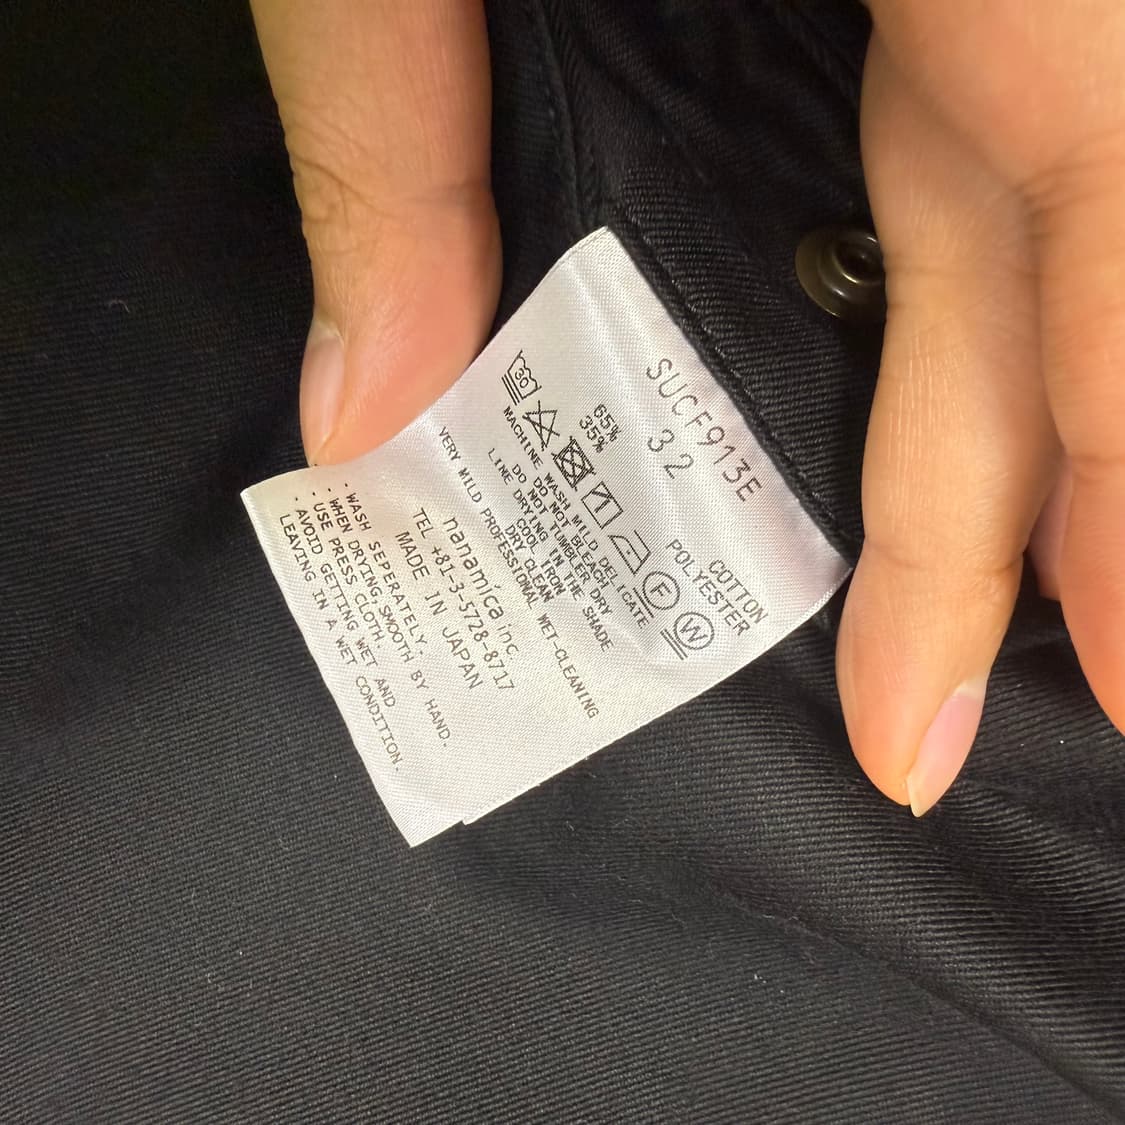 SUCF913E
32
65% COTTON
35% POLYESTER
30
F
W
MACHINE WASH MILD DELICATE
DO NOT BLEACH
DO NOT TUMBLER DRY
LINE DRYING IN THE SHADE
COOL IRON
DRY CLEAN
VERY MILD PROFESSIONAL WET-CLEANING
nanamica inc.
TEL +81-3-5728-8717
MADE IN JAPAN
・WASH SEPERATELY.
・WHEN DRYING SMOOTH BY HAND.
・USE PRESS CLOTH.
・AVOID GETTING WET AND
LEAVING IN A WET CONDITION.